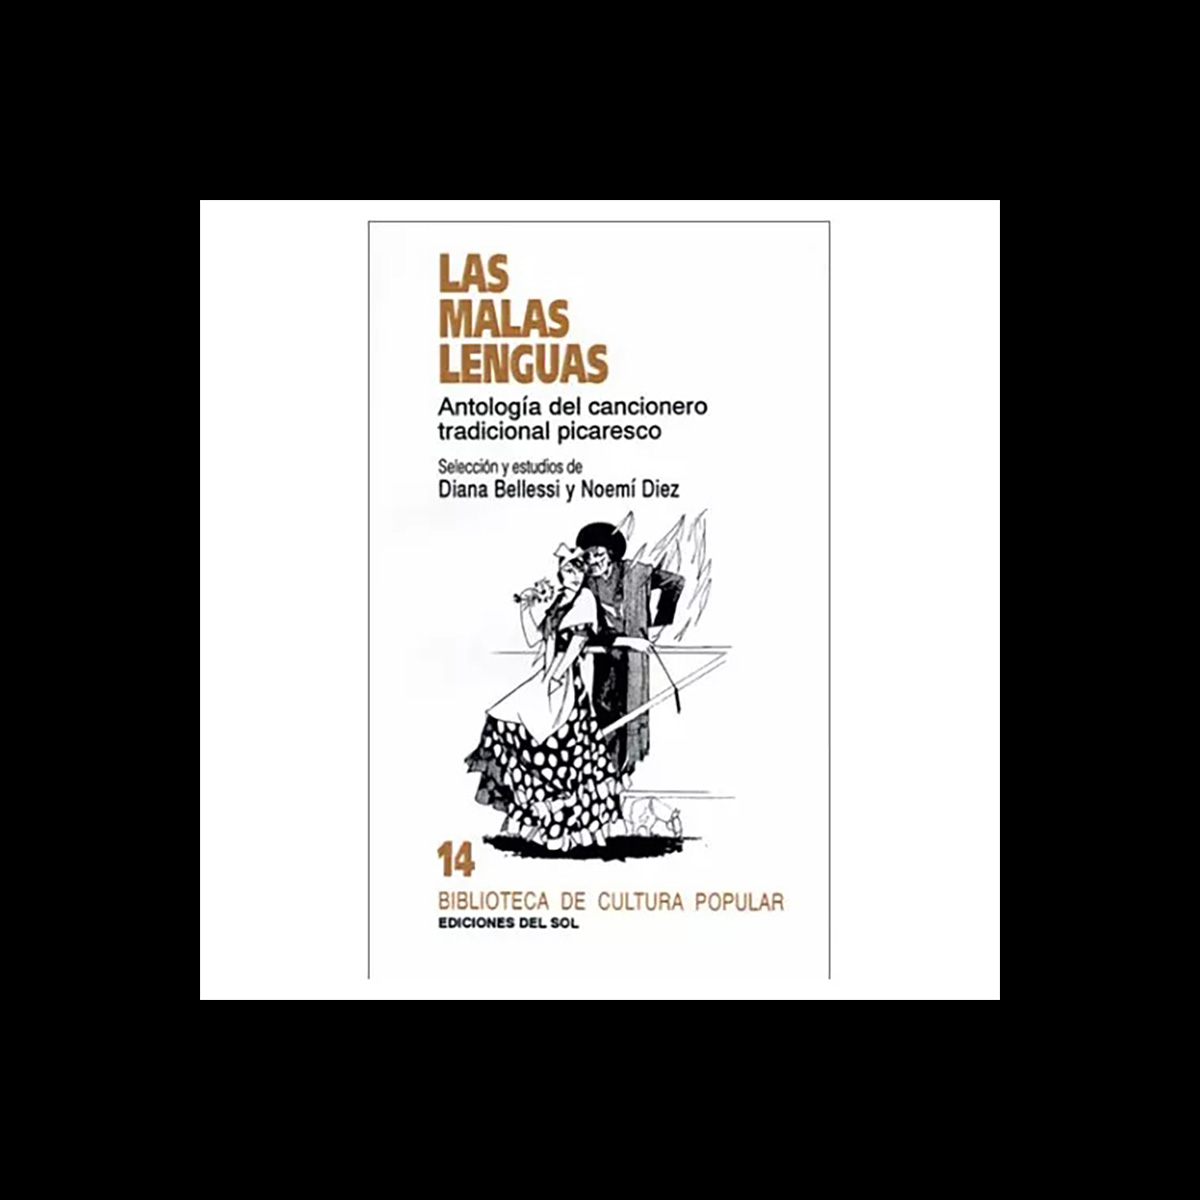 LAS
MALAS
LENGUAS
Antología del cancionero
tradicional picaresco
Selección y estudios de
Diana Bellessi y Noemí Diez
14
BIBLIOTECA DE CULTURA POPULAR
EDICIONES DEL SOL